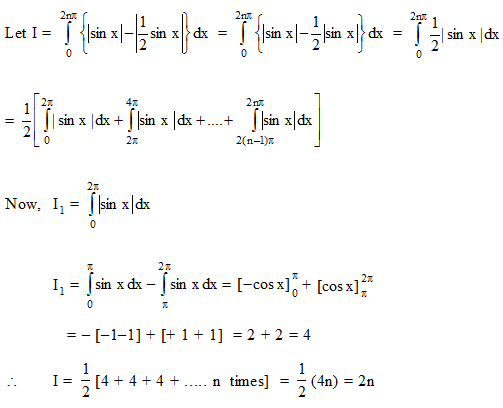 Let I = ∫₀^{2nπ} {|sin x|−|1/2 sin x|} dx = ∫₀^{2nπ} {|sin x|−1/2|sin x|} dx = ∫₀^{2nπ} 1/2| sin x |dx
= 1/2[∫₀^{2π}| sin x |dx + ∫_{2π}^{4π}|sin x |dx +....+ ∫_{2(n−1)π}^{2nπ}|sin x|dx]
Now, I₁ = ∫₀^{2π}|sin x|dx
I₁ = ∫₀^{π} sin x dx − ∫_{π}^{2π} sin x dx = [−cos x]₀^{π} + [cos x]_{π}^{2π}
= − [−1−1] + [+ 1 + 1] = 2 + 2 = 4
∴ I = 1/2 [4 + 4 + 4 + ..... n times] = 1/2 (4n) = 2n